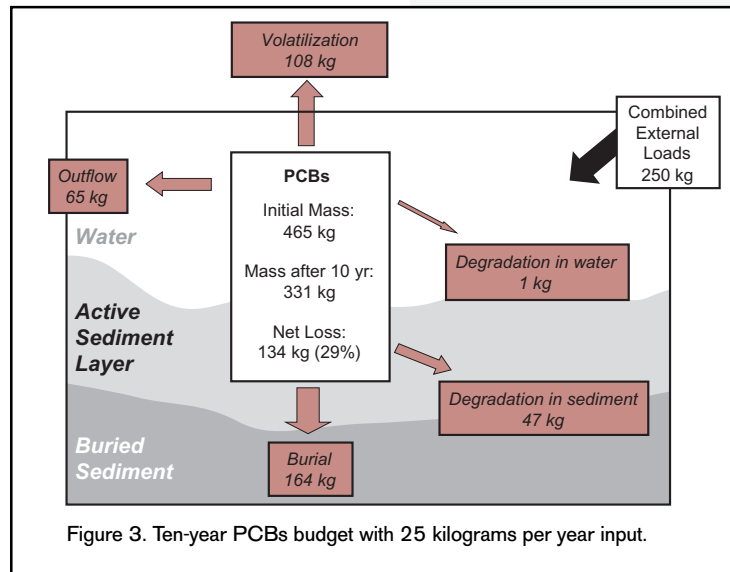 Volatilization
108 kg
Combined
External
Loads
250 kg
Outflow
65 kg
PCBs
Initial Mass:
465 kg
Mass after 10 yr:
331 kg
Net Loss:
134 kg (29%)
Water
Degradation in water
1 kg
Active
Sediment
Layer
Degradation in sediment
47 kg
Buried
Sediment
Burial
164 kg
Figure 3. Ten-year PCBs budget with 25 kilograms per year input.